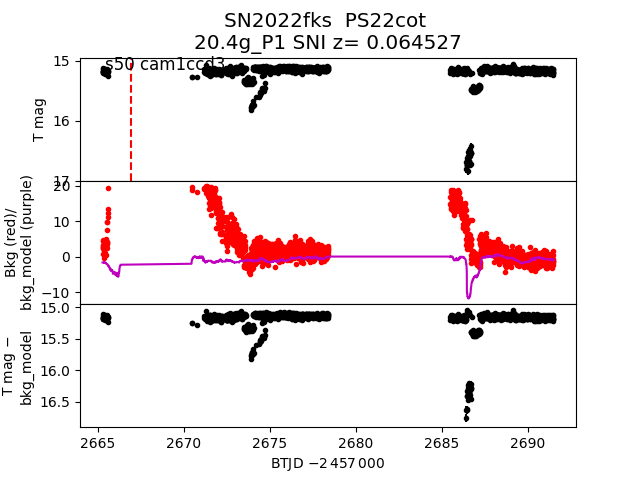 SN2022fks  PS22cot
20.4g_P1 SNI z= 0.064527
s50 cam1ccd3
15
16
17
T mag
20
10
0
−10
Bkg (red)/
bkg_model (purple)
15.0
15.5
16.0
16.5
T mag −
bkg_model
2665 2670 2675 2680 2685 2690
BTJD −2 457 000